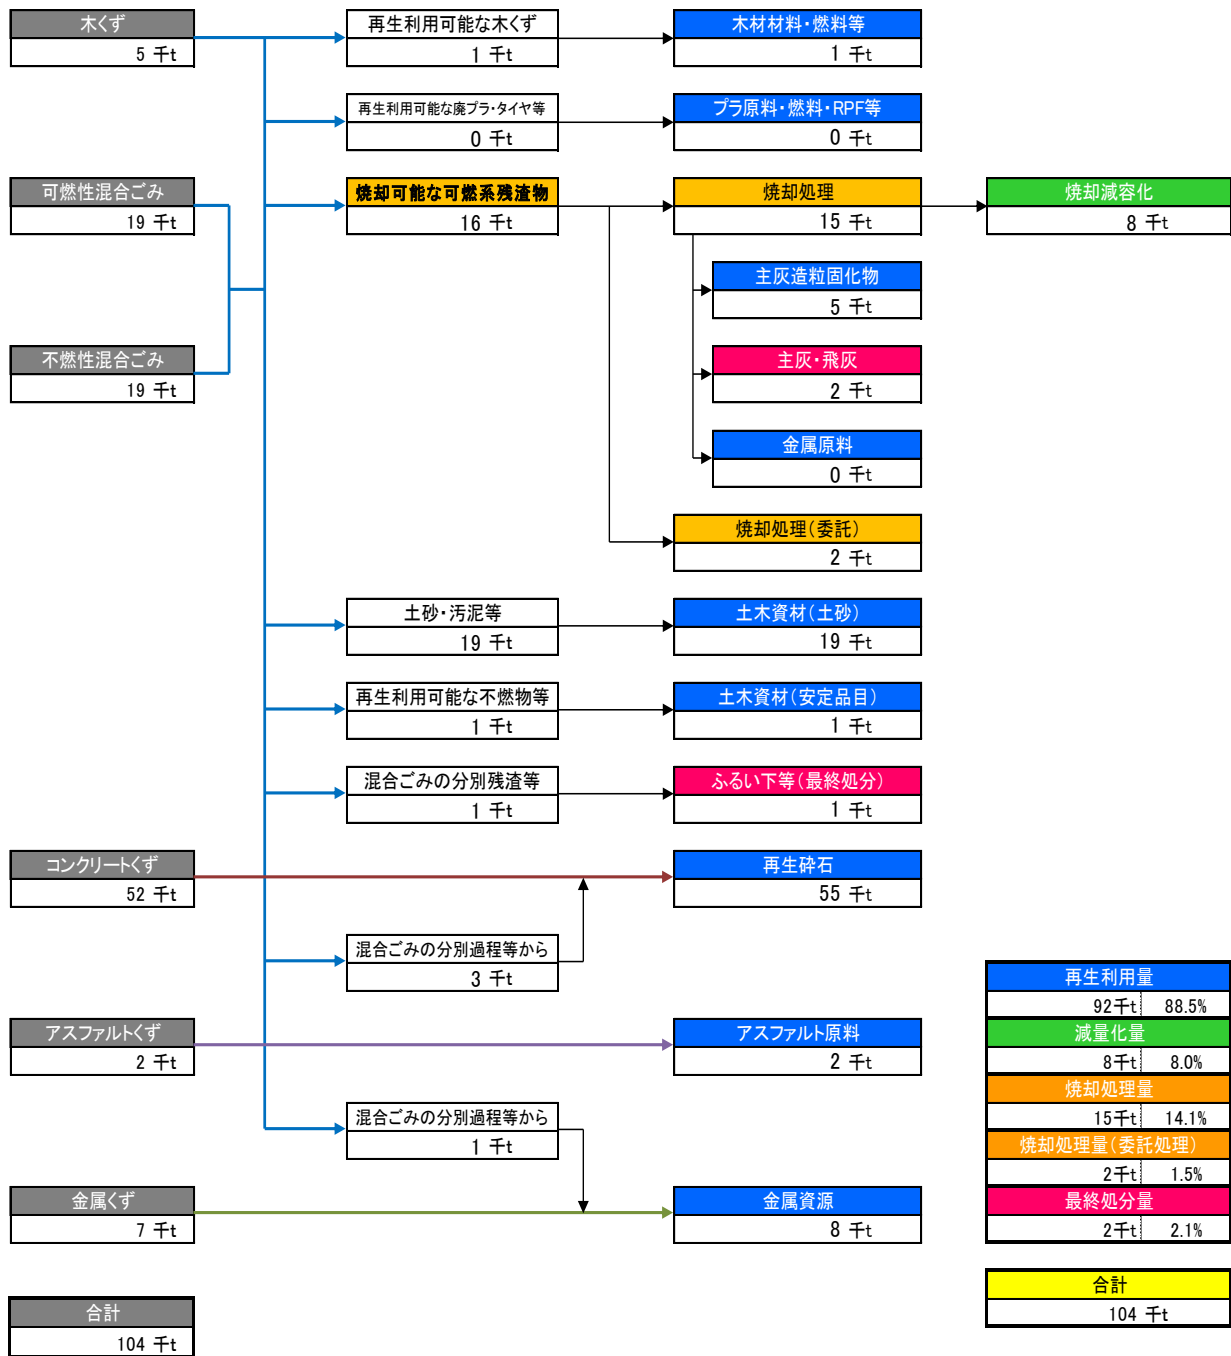 木くず
5 千t
再生利用可能な木くず
1 千t
木材材料・燃料等
1 千t
再生利用可能な廃プラ・タイヤ等
0 千t
プラ原料・燃料・RPF等
0 千t
可燃性混合ごみ
19 千t
焼却可能な可燃系残渣物
16 千t
焼却処理
15 千t
焼却減容化
8 千t
主灰造粒固化物
5 千t
不燃性混合ごみ
19 千t
主灰・飛灰
2 千t
金属原料
0 千t
焼却処理(委託)
2 千t
土砂・汚泥等
19 千t
土木資材(土砂)
19 千t
再生利用可能な不燃物等
1 千t
土木資材(安定品目)
1 千t
混合ごみの分別残渣等
1 千t
ふるい下等(最終処分)
1 千t
コンクリートくず
52 千t
再生砕石
55 千t
混合ごみの分別過程等から
3 千t
アスファルトくず
2 千t
アスファルト原料
2 千t
混合ごみの分別過程等から
1 千t
金属くず
7 千t
金属資源
8 千t
再生利用量
92千t 88.5%
減量化量
8千t 8.0%
焼却処理量
15千t 14.1%
焼却処理量(委託処理)
2千t 1.5%
最終処分量
2千t 2.1%
合計
104 千t
合計
104 千t